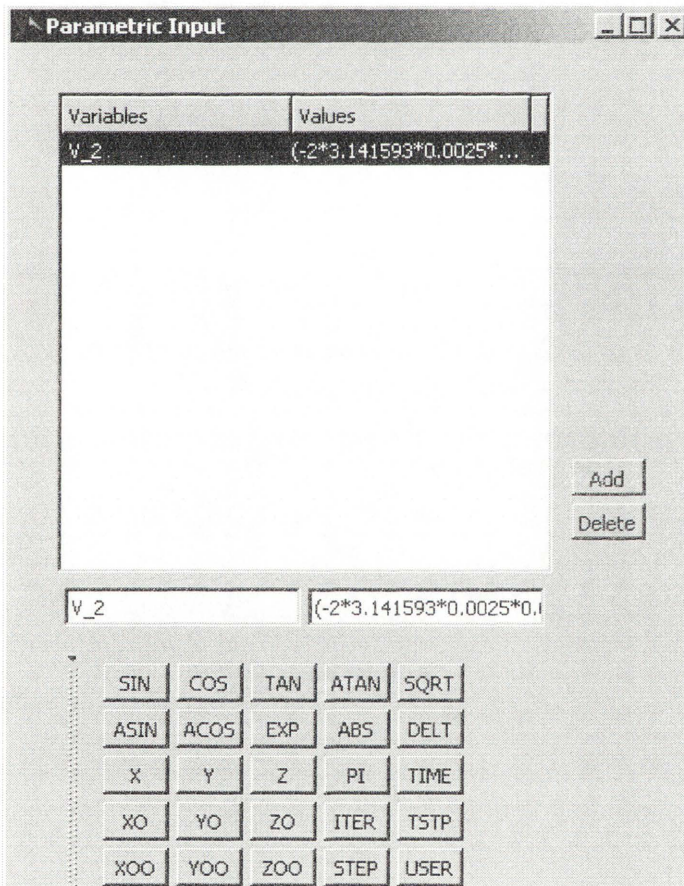 Parametric Input
Variables Values
V_2 (-2*3.141593*0.0025*...
Add
Delete
V_2 (-2*3.141593*0.0025*0.
SIN COS TAN ATAN SQRT
ASIN ACOS EXP ABS DELT
X Y Z PI TIME
XO YO ZO ITER TSTP
XOO YOO ZOO STEP USER